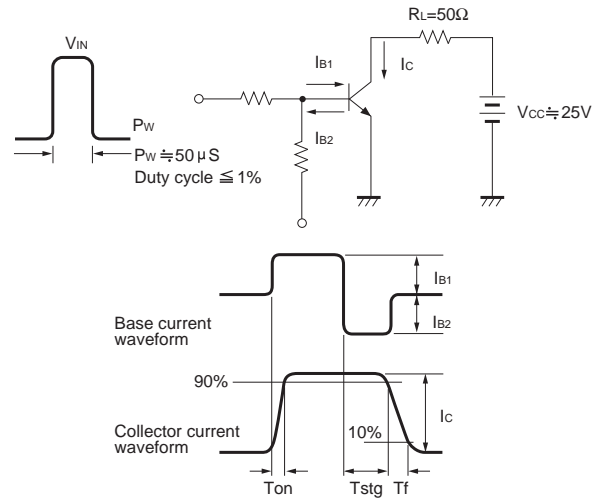 RL=50Ω
VIN
IB1
IC
IB2
VCC≒25V
PW
PW≒50μS
Duty cycle ≦ 1%
IB1
IB2
Base current
waveform
90%
IC
10%
Collector current
waveform
Ton
Tstg
Tf